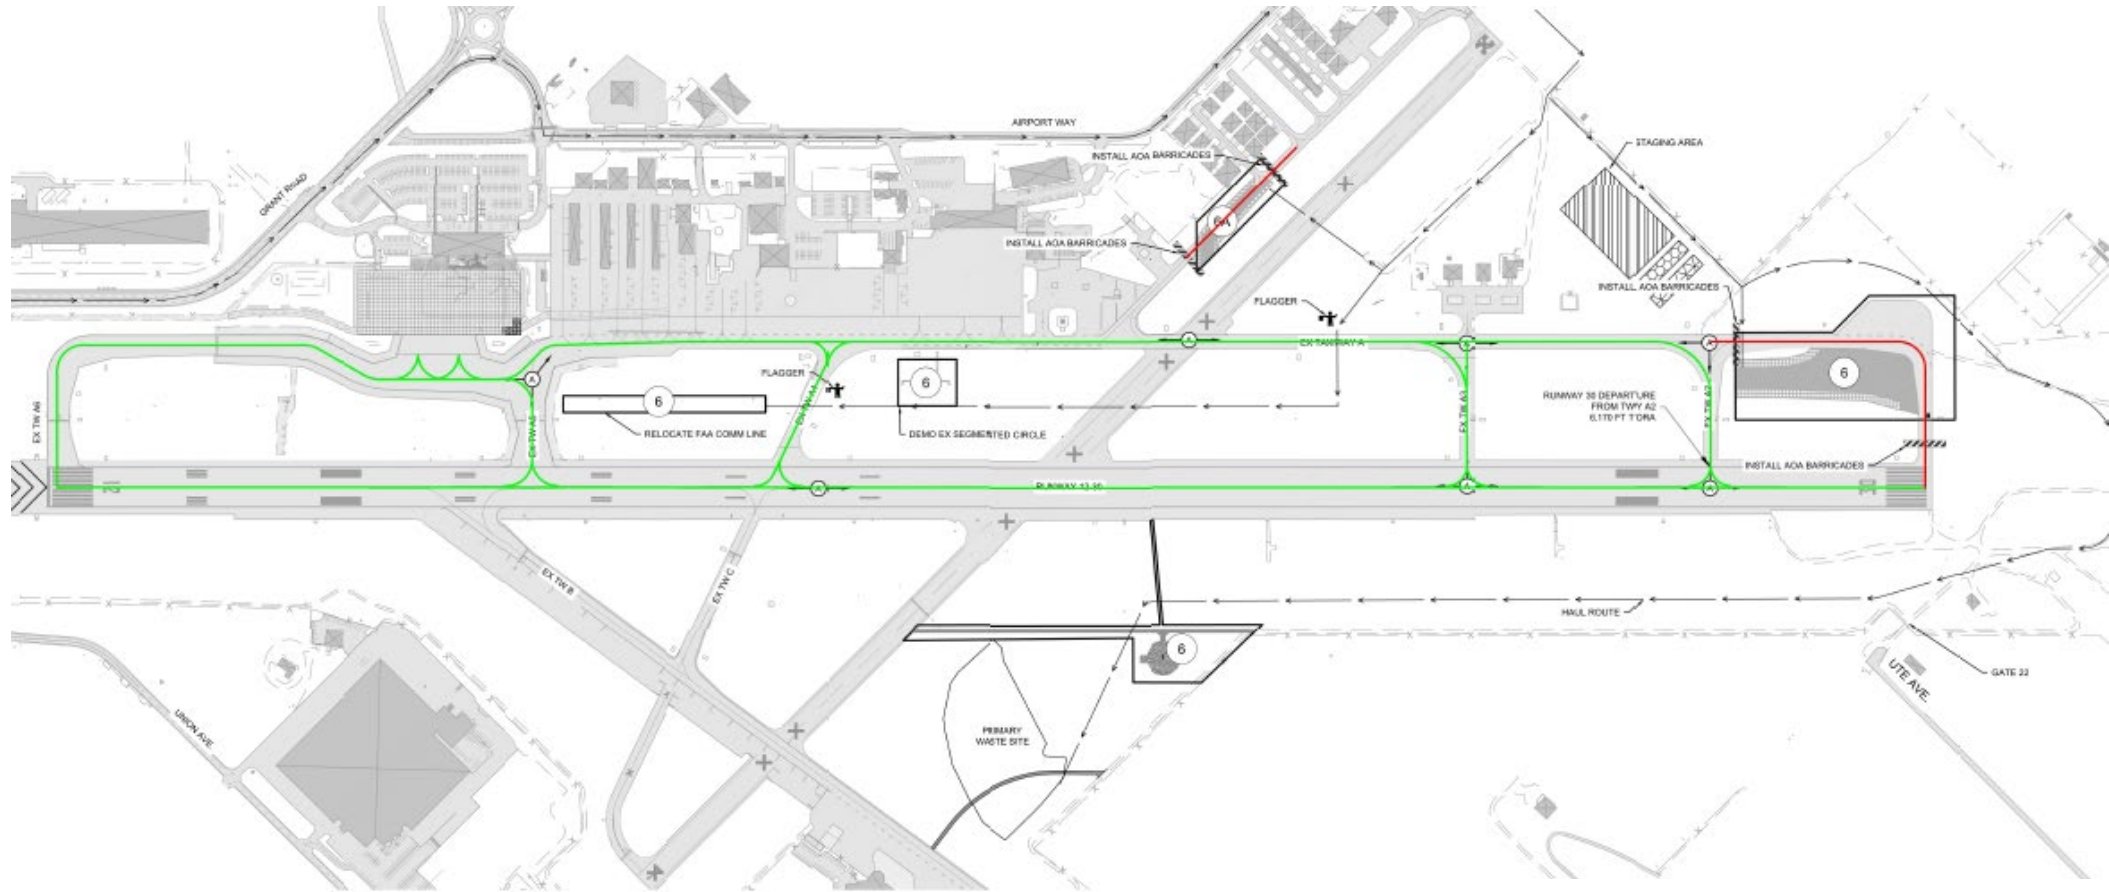 AIRPORT WAY
GRANT ROAD
STAGING AREA
INSTALL AOA BARRICADES
6A
INSTALL AOA BARRICADES
INSTALL AOA BARRICADES
FLAGGER
A
EX TAXIWAY A
A
A
FLAGGER
6
6
6
A
EX TW A6
EX TW A5
EX TW A4
EX TW A3
EX TW A2
RUNWAY 30 DEPARTURE
FROM TWY A2
6,170 FT TORA
RELOCATE FAA COMM LINE
DEMO EX SEGMENTED CIRCLE
INSTALL AOA BARRICADES
RUNWAY 12-30
12
30
A
A
A
EX TW B
EX TW C
HAUL ROUTE
6
GATE 22
UTE AVE.
UNION AVE.
PRIMARY
WASTE SITE